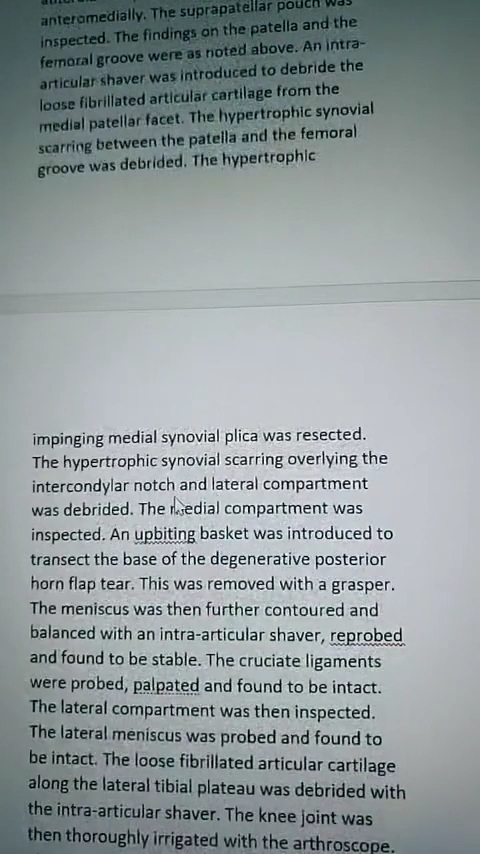 anteromedially. The suprapatellar pouch was
inspected. The findings on the patella and the
femoral groove were as noted above. An intra-
articular shaver was introduced to debride the
loose fibrillated articular cartilage from the
medial patellar facet. The hypertrophic synovial
scarring between the patella and the femoral
groove was debrided. The hypertrophic
impinging medial synovial plica was resected.
The hypertrophic synovial scarring overlying the
intercondylar notch and lateral compartment
was debrided. The medial compartment was
inspected. An upbiting basket was introduced to
transect the base of the degenerative posterior
horn flap tear. This was removed with a grasper.
The meniscus was then further contoured and
balanced with an intra-articular shaver, reprobed
and found to be stable. The cruciate ligaments
were probed, palpated and found to be intact.
The lateral compartment was then inspected.
The lateral meniscus was probed and found to
be intact. The loose fibrillated articular cartilage
along the lateral tibial plateau was debrided with
the intra-articular shaver. The knee joint was
then thoroughly irrigated with the arthroscope.